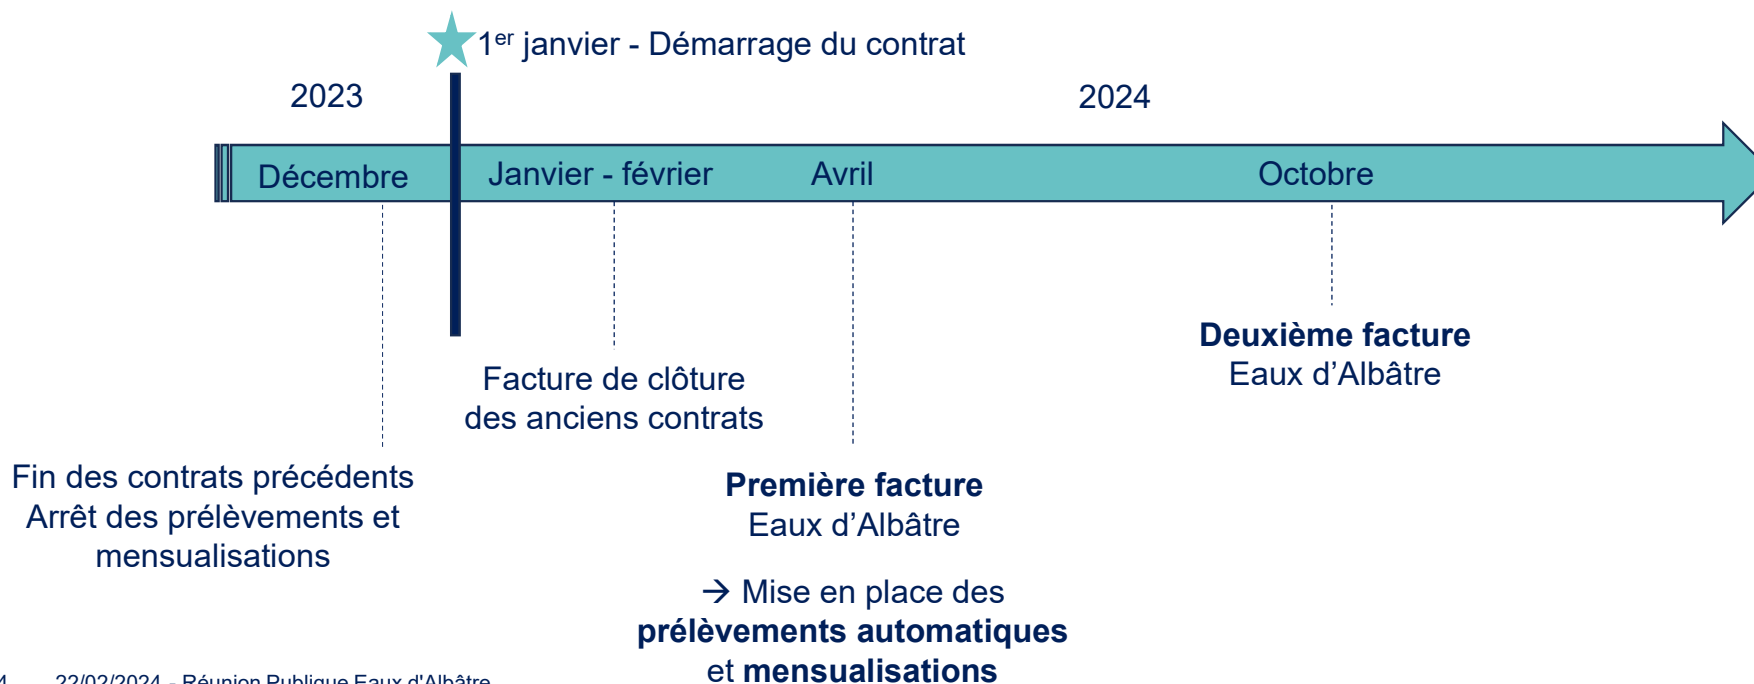 1er janvier - Démarrage du contrat
2023
2024
Décembre
Janvier - février
Avril
Octobre
Deuxième facture
Eaux d’Albâtre
Facture de clôture
des anciens contrats
Fin des contrats précédents
Arrêt des prélèvements et
mensualisations
Première facture
Eaux d’Albâtre
→ Mise en place des
prélèvements automatiques
et mensualisations
4 22/02/2024 - Réunion Publique Eaux d'Albâtre